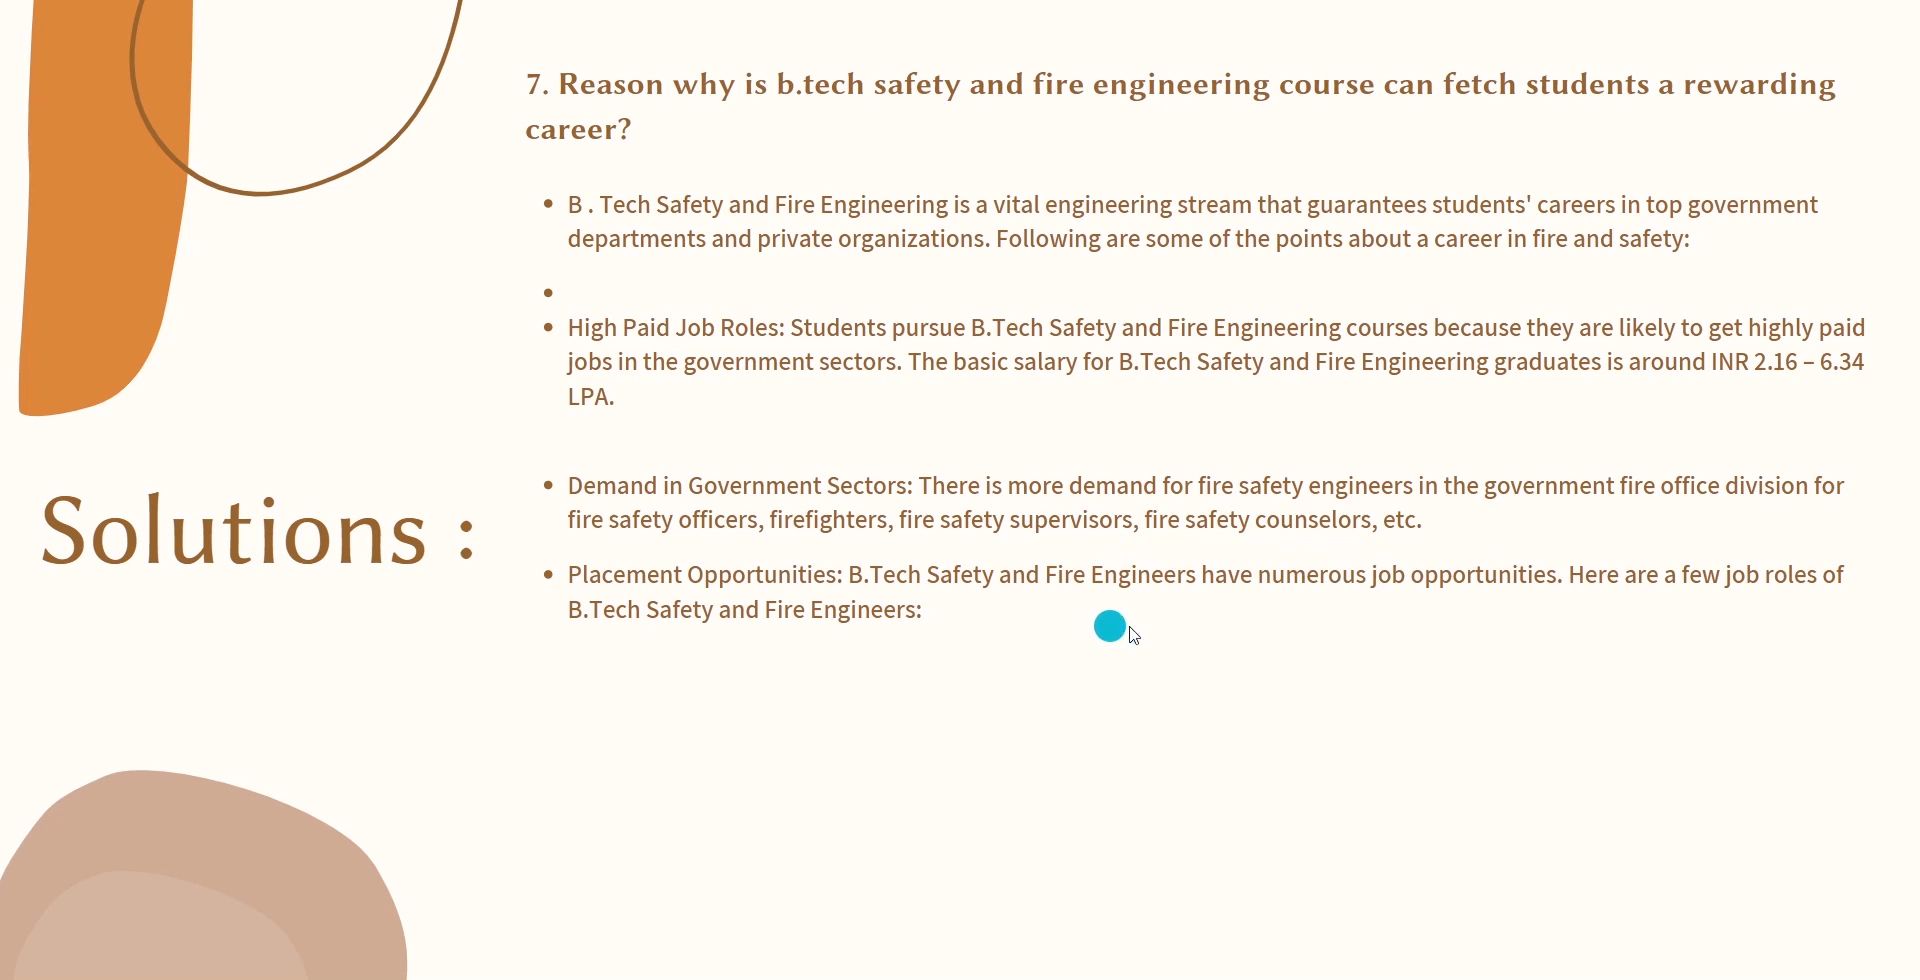 7. Reason why is b.tech safety and fire engineering course can fetch students a rewarding
career?
• B . Tech Safety and Fire Engineering is a vital engineering stream that guarantees students' careers in top government
departments and private organizations. Following are some of the points about a career in fire and safety:
•
• High Paid Job Roles: Students pursue B.Tech Safety and Fire Engineering courses because they are likely to get highly paid
jobs in the government sectors. The basic salary for B.Tech Safety and Fire Engineering graduates is around INR 2.16 – 6.34
LPA.
• Demand in Government Sectors: There is more demand for fire safety engineers in the government fire office division for
fire safety officers, firefighters, fire safety supervisors, fire safety counselors, etc.
• Placement Opportunities: B.Tech Safety and Fire Engineers have numerous job opportunities. Here are a few job roles of
B.Tech Safety and Fire Engineers:
Solutions :